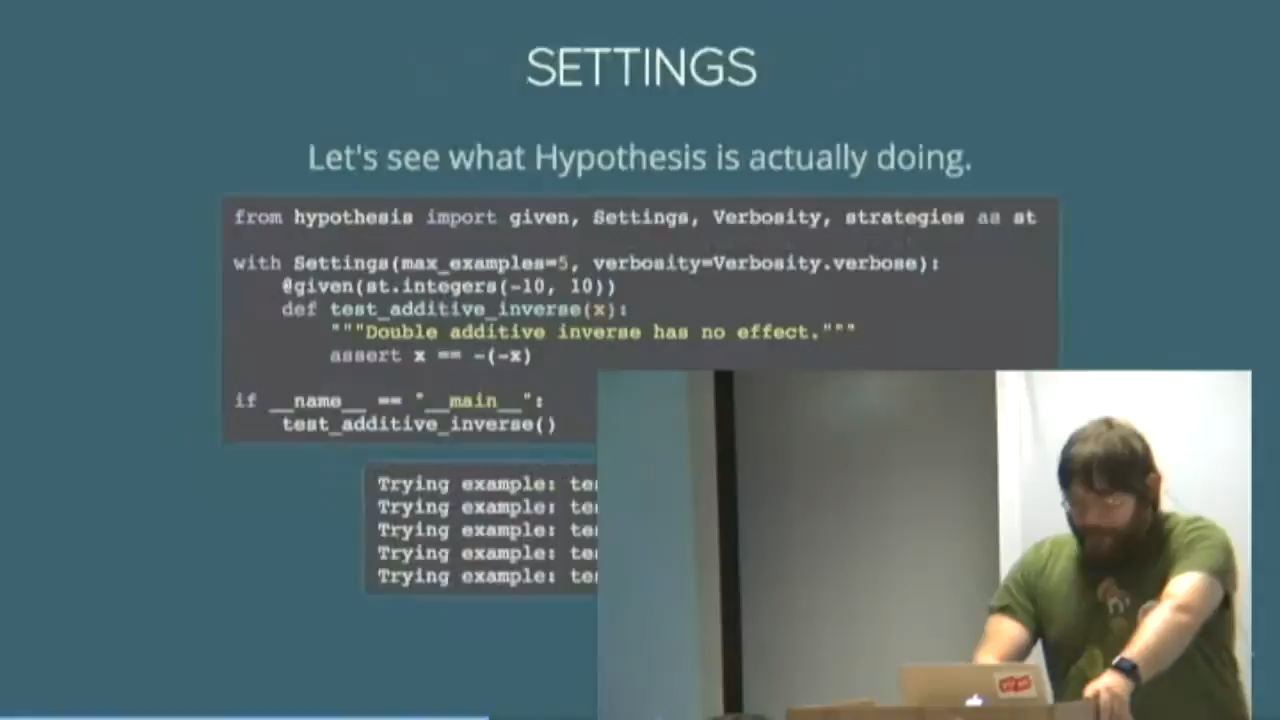 SETTINGS
Let's see what Hypothesis is actually doing.
from hypothesis import given, Settings, Verbosity, strategies as st
with Settings(max_examples=5, verbosity=Verbosity.verbose):
@given(st.integers(-10, 10))
def test_additive_inverse(x):
"""Double additive inverse has no effect."""
assert x == -(-x)
if __name__ == "__main__":
test_additive_inverse()
Trying example:
Trying example:
Trying example:
Trying example:
Trying example: